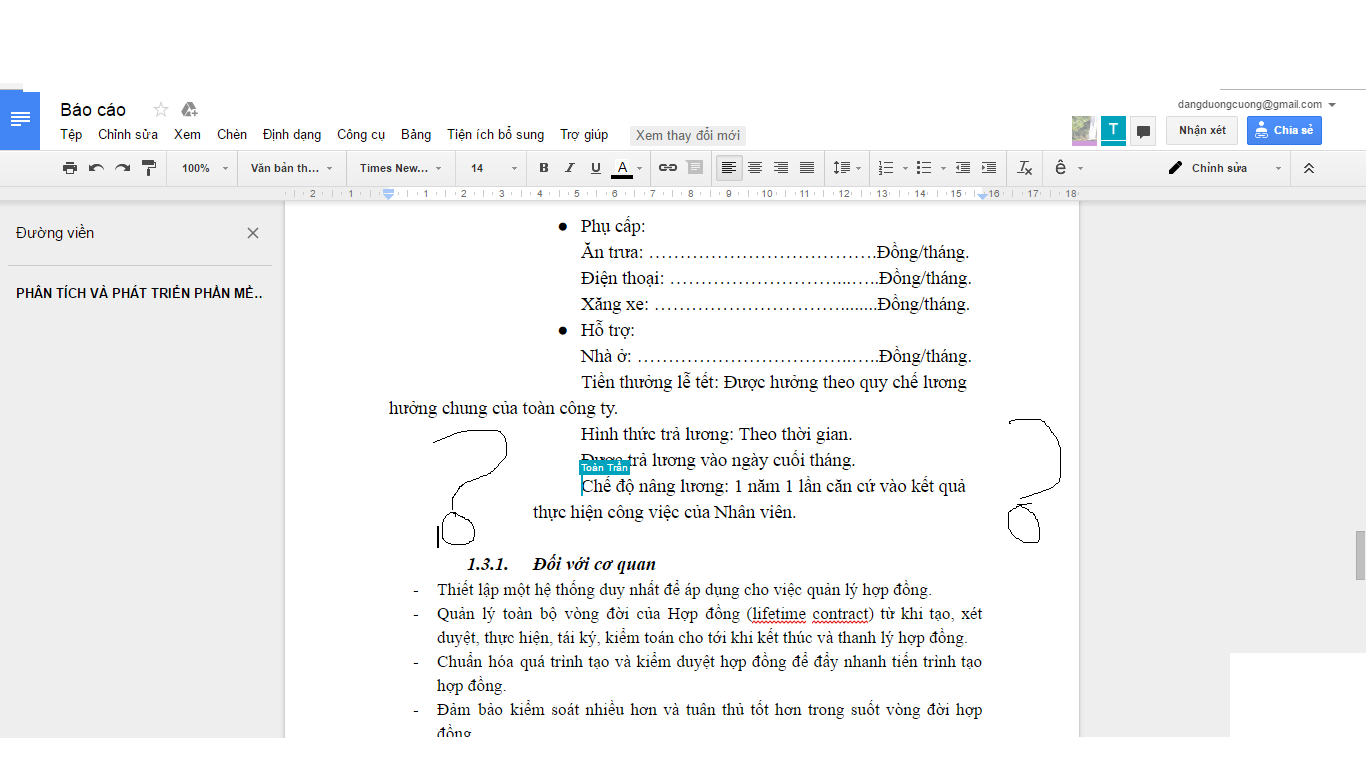 dangduongcuong@gmail.com
Báo cáo
Tệp Chỉnh sửa Xem Chèn Định dạng Công cụ Bảng Tiện ích bổ sung Trợ giúp Xem thay đổi mới
T Nhận xét Chia sẻ
100% Văn bản th... Times New... 14 B I U A ê Chỉnh sửa
2 1 1 2 3 4 5 6 7 8 9 10 11 12 13 14 15 16 17 18
Đường viền
PHÂN TÍCH VÀ PHÁT TRIỂN PHẦN MỀ..
● Phụ cấp:
Ăn trưa: ……………………………….Đồng/tháng.
Điện thoại: ………………………...…..Đồng/tháng.
Xăng xe: ………………………….......Đồng/tháng.
● Hỗ trợ:
Nhà ở: ……………………………..…..Đồng/tháng.
Tiền thưởng lễ tết: Được hưởng theo quy chế lương
hưởng chung của toàn công ty.
Hình thức trả lương: Theo thời gian.
Được trả lương vào ngày cuối tháng.
Toàn Trần
Chế độ nâng lương: 1 năm 1 lần căn cứ vào kết quả
thực hiện công việc của Nhân viên.
? ?
1.3.1. Đối với cơ quan
- Thiết lập một hệ thống duy nhất để áp dụng cho việc quản lý hợp đồng.
- Quản lý toàn bộ vòng đời của Hợp đồng (lifetime contract) từ khi tạo, xét
duyệt, thực hiện, tái ký, kiểm toán cho tới khi kết thúc và thanh lý hợp đồng.
- Chuẩn hóa quá trình tạo và kiểm duyệt hợp đồng để đẩy nhanh tiến trình tạo
hợp đồng.
- Đảm bảo kiểm soát nhiều hơn và tuân thủ tốt hơn trong suốt vòng đời hợp
đồng